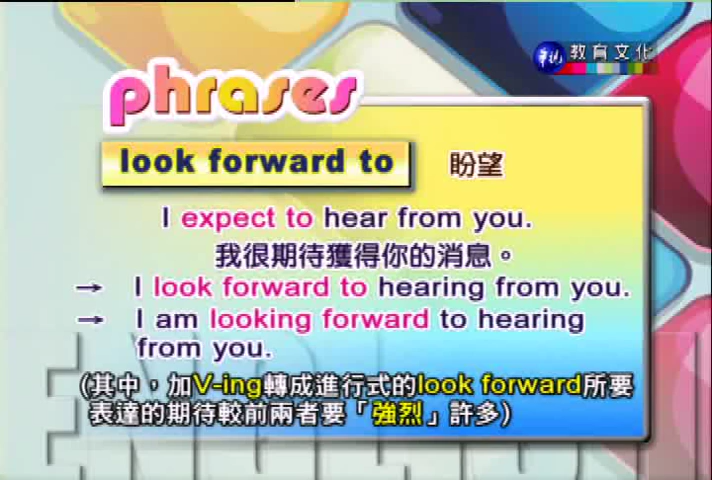 華視 教育文化
phrases
look forward to 盼望
I expect to hear from you.
我很期待獲得你的消息。
→ I look forward to hearing from you.
→ I am looking forward to hearing
from you.
(其中，加V-ing轉成進行式的look forward所要
表達的期待較前兩者要「強烈」許多)
ENGLISH